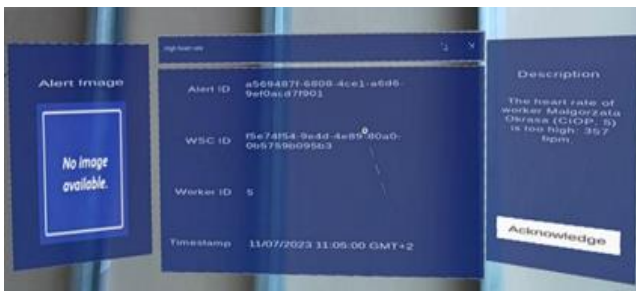 High heart rate
Alert Image
No image
available.
Alert ID
a569487f-6808-4ce1-a6d6-
9ef0acd7f901
WSC ID
f5e74f54-9e4d-4e89-80a0-
0b5759b095b3
Worker ID
5
Timestamp
11/07/2023 11:05:00 GMT+2
Description
The heart rate of
worker Malgorzata
Okrasa (CIOP, 5)
is too high: 357
bpm.
Acknowledge